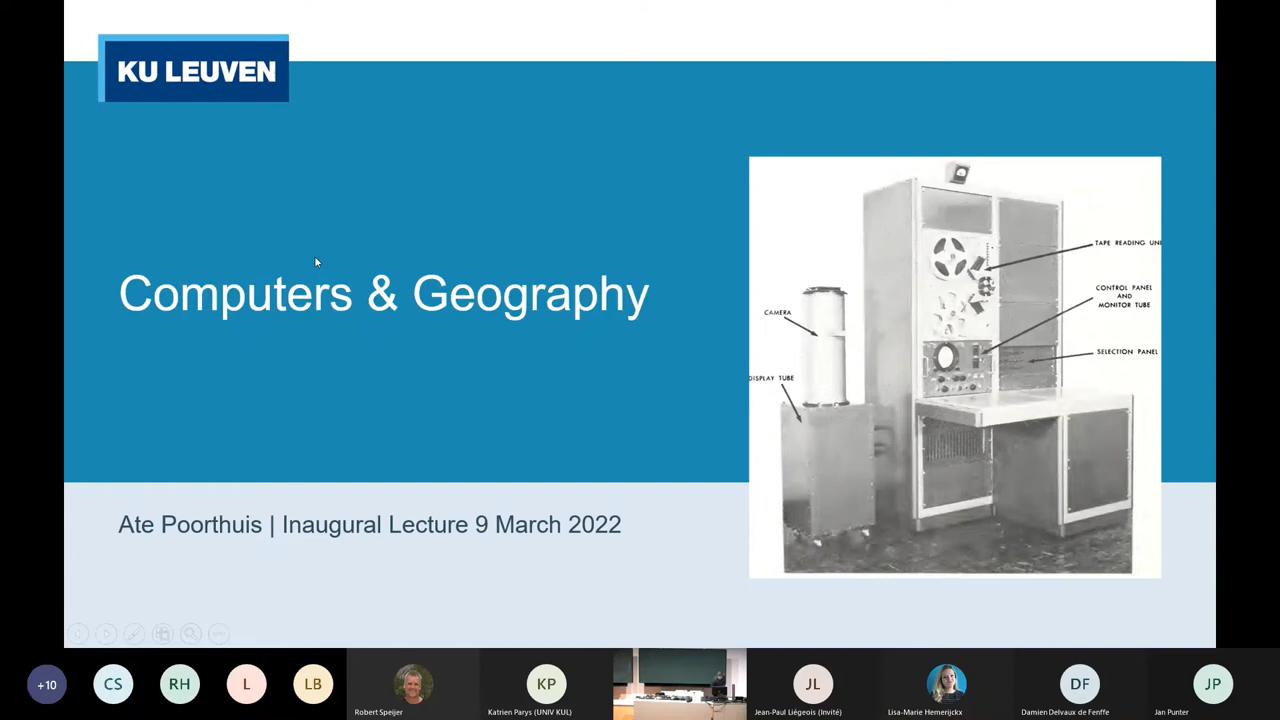 KU LEUVEN
Computers & Geography
TAPE READING UNI
CONTROL PANEL
AND
MONITOR TUBE
CAMERA
SELECTION PANEL
DISPLAY TUBE
Ate Poorthuis | Inaugural Lecture 9 March 2022
+10
CS
RH
L
LB
Robert Speijer
KP
Katrien Parys (UNIV KUL)
JL
Jean-Paul Liégeois (Invité)
Lisa-Marie Hemerijckx
DF
Damien Delvaux de Fenffe
JP
Jan Punter